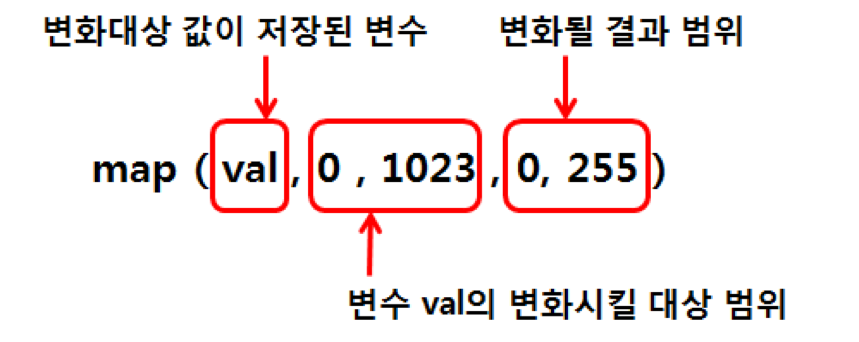 변화대상 값이 저장된 변수 변화될 결과 범위
map ( val , 0 , 1023 , 0, 255 )
변수 val의 변화시킬 대상 범위